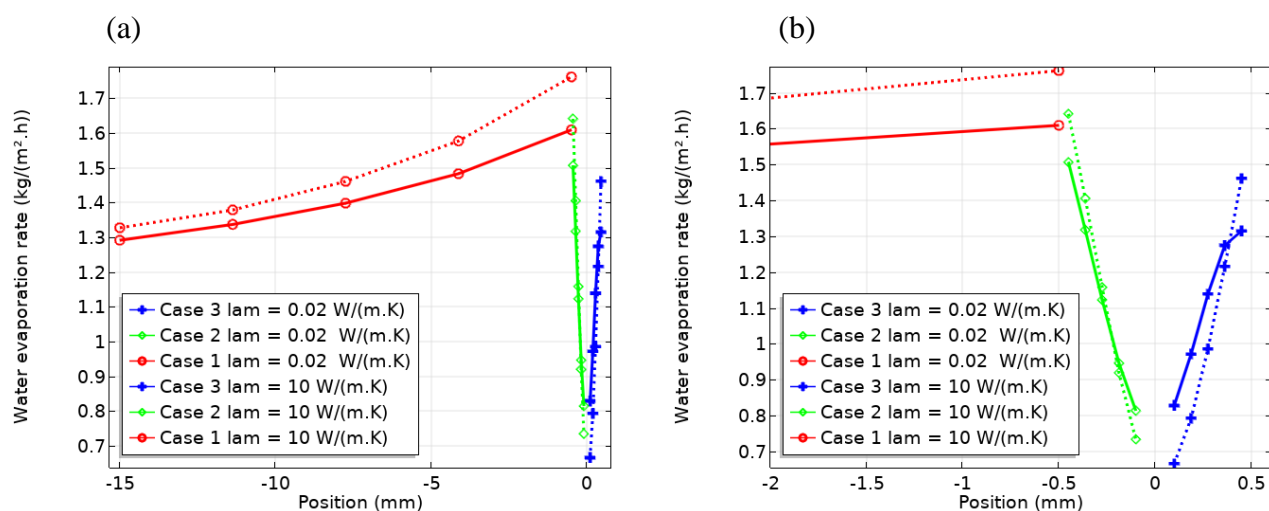 (a)
(b)
Water evaporation rate (kg/(m².h))
1.7
1.6
1.5
1.4
1.3
1.2
1.1
1
0.9
0.8
0.7
Case 3 lam = 0.02 W/(m.K)
Case 2 lam = 0.02  W/(m.K)
Case 1 lam = 0.02  W/(m.K)
Case 3 lam = 10 W/(m.K)
Case 2 lam = 10 W/(m.K)
Case 1 lam = 10 W/(m.K)
-15
-10
-5
0
Position (mm)
Water evaporation rate (kg/(m².h))
1.7
1.6
1.5
1.4
1.3
1.2
1.1
1
0.9
0.8
0.7
Case 3 lam = 0.02 W/(m.K)
Case 2 lam = 0.02  W/(m.K)
Case 1 lam = 0.02  W/(m.K)
Case 3 lam = 10 W/(m.K)
Case 2 lam = 10 W/(m.K)
Case 1 lam = 10 W/(m.K)
-2
-1.5
-1
-0.5
0
0.5
Position (mm)